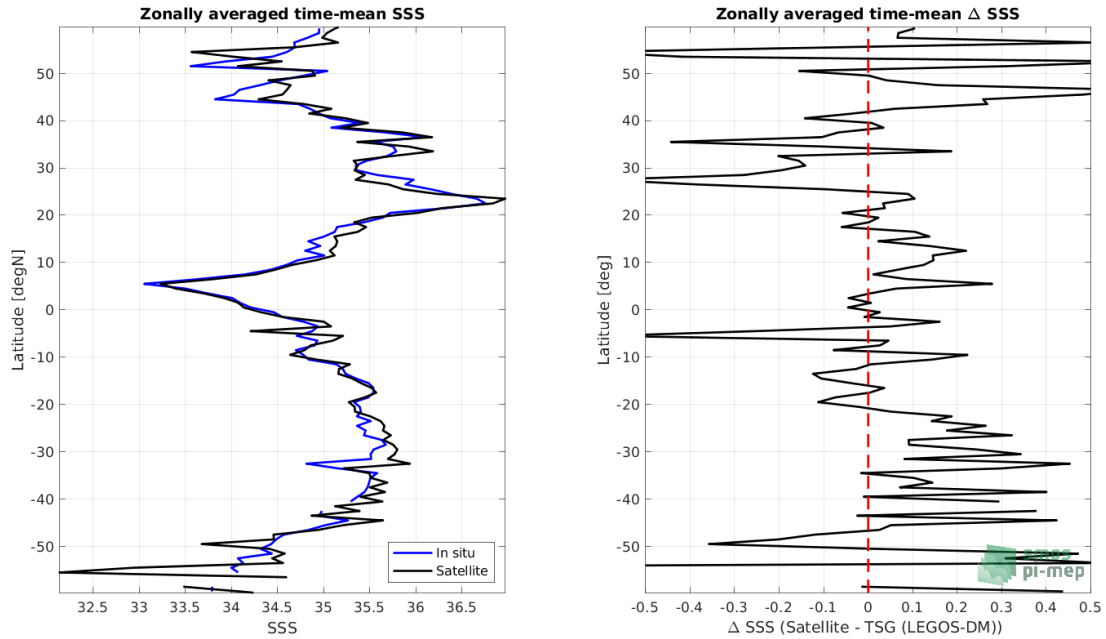 Zonally averaged time-mean SSS
Latitude [degN]
50
40
30
20
10
0
-10
-20
-30
-40
-50
32.5 33 33.5 34 34.5 35 35.5 36 36.5
SSS
In situ
Satellite
Zonally averaged time-mean Δ SSS
Latitude [deg]
50
40
30
20
10
0
-10
-20
-30
-40
-50
-0.5 -0.4 -0.3 -0.2 -0.1 0 0.1 0.2 0.3 0.4 0.5
Δ SSS (Satellite - TSG (LEGOS-DM))
smos
pi-mep